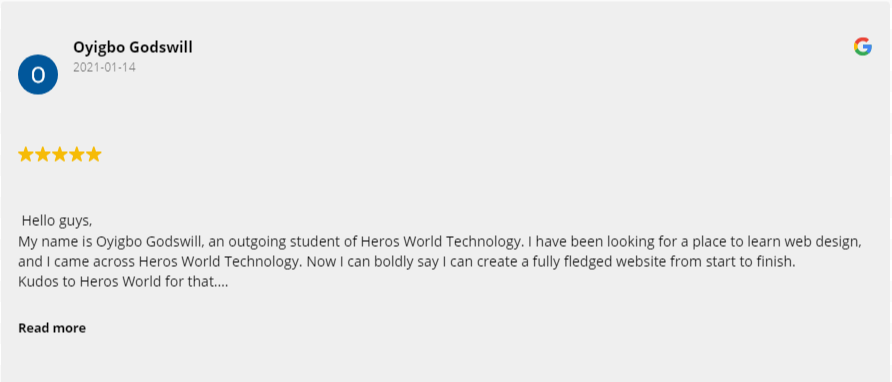 Oyigbo Godswill
2021-01-14
O
Hello guys,
My name is Oyigbo Godswill, an outgoing student of Heros World Technology. I have been looking for a place to learn web design,
and I came across Heros World Technology. Now I can boldly say I can create a fully fledged website from start to finish.
Kudos to Heros World for that....
Read more